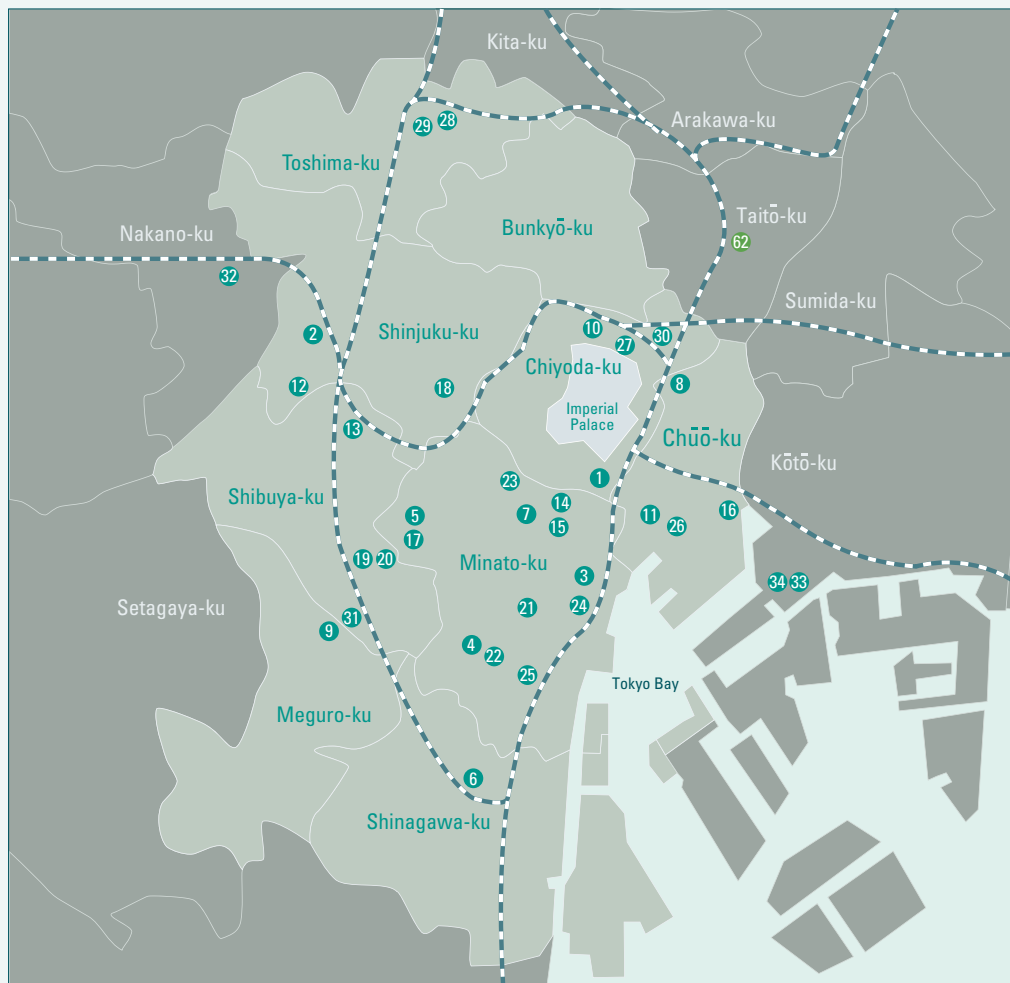 Kita-ku
29
28
Arakawa-ku
Toshima-ku
Taitō-ku
Bunkyō-ku
Nakano-ku
62
32
Sumida-ku
2
Shinjuku-ku
10
30
27
Chiyoda-ku
12
18
8
Imperial
Palace
13
Chūō-ku
Kōtō-ku
23
1
Shibuya-ku
14
5
7
11
16
15
26
17
19
20
Minato-ku
3
34
33
Setagaya-ku
21
24
31
9
4
22
25
Tokyo Bay
Meguro-ku
6
Shinagawa-ku